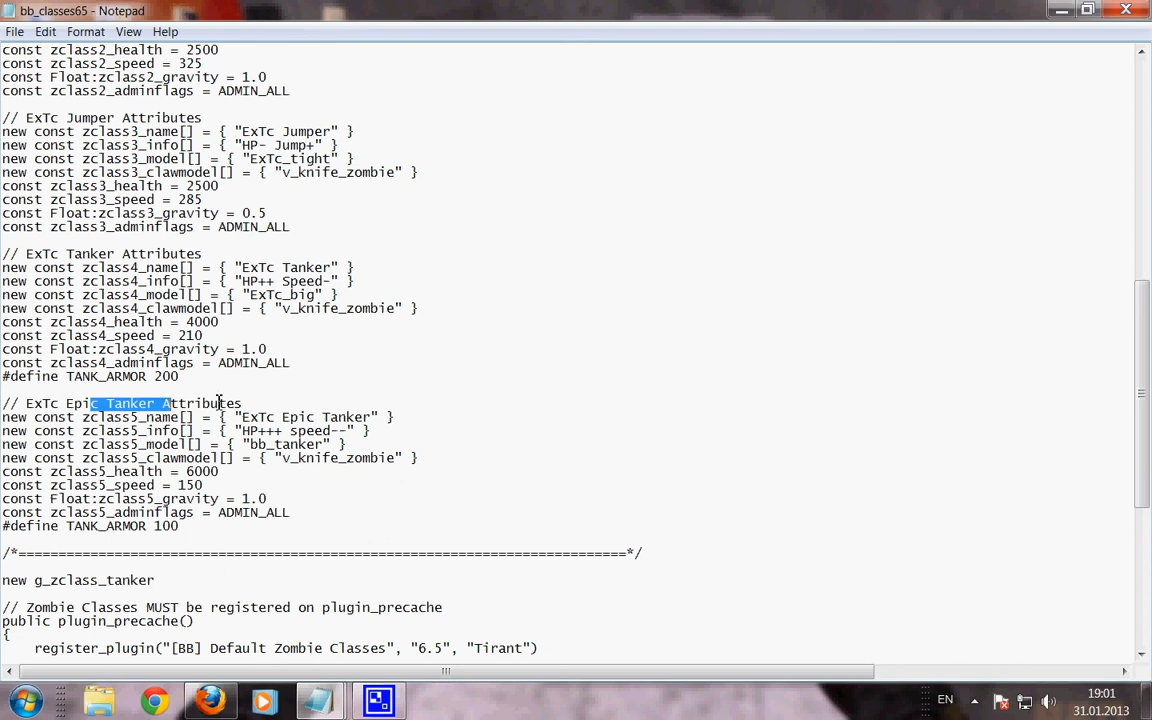 bb_classes65 - Notepad
File Edit Format View Help
const zclass2_health = 2500
const zclass2_speed = 325
const Float:zclass2_gravity = 1.0
const zclass2_adminflags = ADMIN_ALL
// ExTc Jumper Attributes
new const zclass3_name[] = { "ExTc Jumper" }
new const zclass3_info[] = { "HP- Jump+" }
new const zclass3_model[] = { "ExTc_tight" }
new const zclass3_clawmodel[] = { "v_knife_zombie" }
const zclass3_health = 2500
const zclass3_speed = 285
const Float:zclass3_gravity = 0.5
const zclass3_adminflags = ADMIN_ALL
// ExTc Tanker Attributes
new const zclass4_name[] = { "ExTc Tanker" }
new const zclass4_info[] = { "HP++ Speed-" }
new const zclass4_model[] = { "ExTc_big" }
new const zclass4_clawmodel[] = { "v_knife_zombie" }
const zclass4_health = 4000
const zclass4_speed = 210
const Float:zclass4_gravity = 1.0
const zclass4_adminflags = ADMIN_ALL
#define TANK_ARMOR 200
// ExTc Epic Tanker Attributes
new const zclass5_name[] = { "ExTc Epic Tanker" }
new const zclass5_info[] = { "HP+++ speed--" }
new const zclass5_model[] = { "bb_tanker" }
new const zclass5_clawmodel[] = { "v_knife_zombie" }
const zclass5_health = 6000
const zclass5_speed = 150
const Float:zclass5_gravity = 1.0
const zclass5_adminflags = ADMIN_ALL
#define TANK_ARMOR 100
/*============================================================================*/
new g_zclass_tanker
// Zombie Classes MUST be registered on plugin_precache
public plugin_precache()
{
register_plugin("[BB] Default Zombie Classes", "6.5", "Tirant")
EN
19:01
31.01.2013